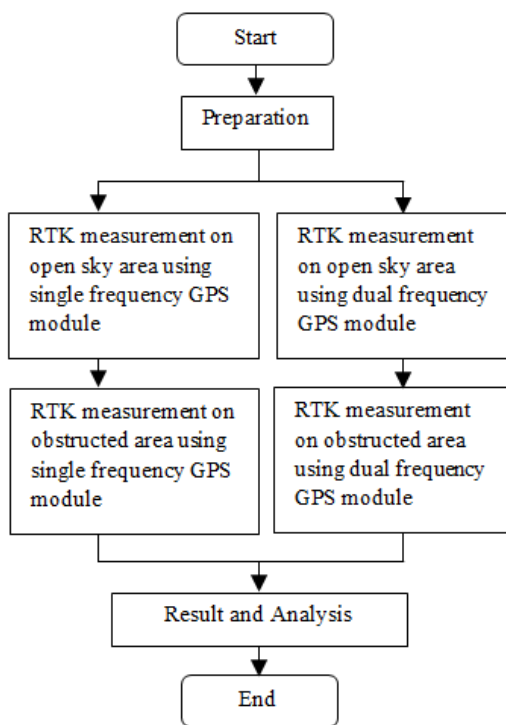 Start
Preparation
RTK measurement on
open sky area using
single frequency GPS
module
RTK measurement
on open sky area
using dual frequency
GPS module
RTK measurement on
obstructed area using
single frequency GPS
module
RTK measurement
on obstructed area
using dual frequency
GPS module
Result and Analysis
End